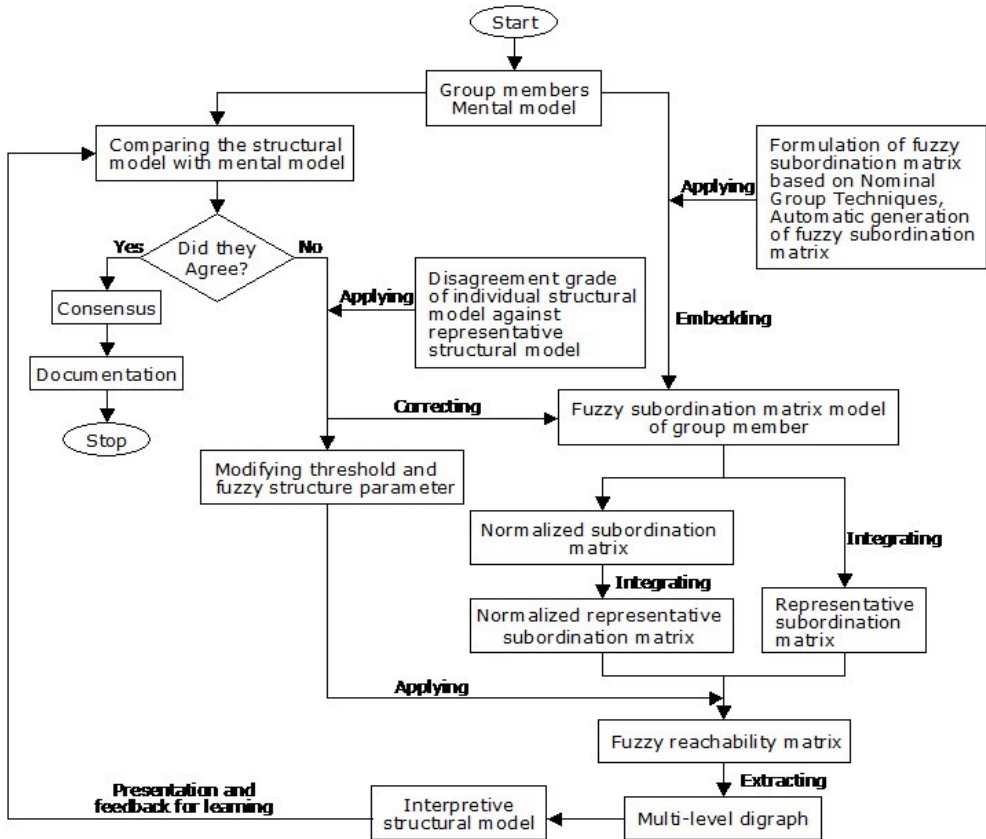 Start
Group members
Mental model
Comparing the structural
model with mental model
Formulation of fuzzy
subordination matrix
based on Nominal
Group Techniques,
Automatic generation
of fuzzy subordination
matrix
Applying
Did they
Agree?
Yes
No
Consensus
Documentation
Stop
Applying
Disagreement grade
of individual structural
model against
representative
structural model
Embedding
Correcting
Fuzzy subordination matrix model
of group member
Modifying threshold and
fuzzy structure parameter
Normalized subordination
matrix
Integrating
Integrating
Normalized representative
subordination matrix
Representative
subordination
matrix
Applying
Fuzzy reachability matrix
Extracting
Multi-level digraph
Interpretive
structural model
Presentation and
feedback for learning